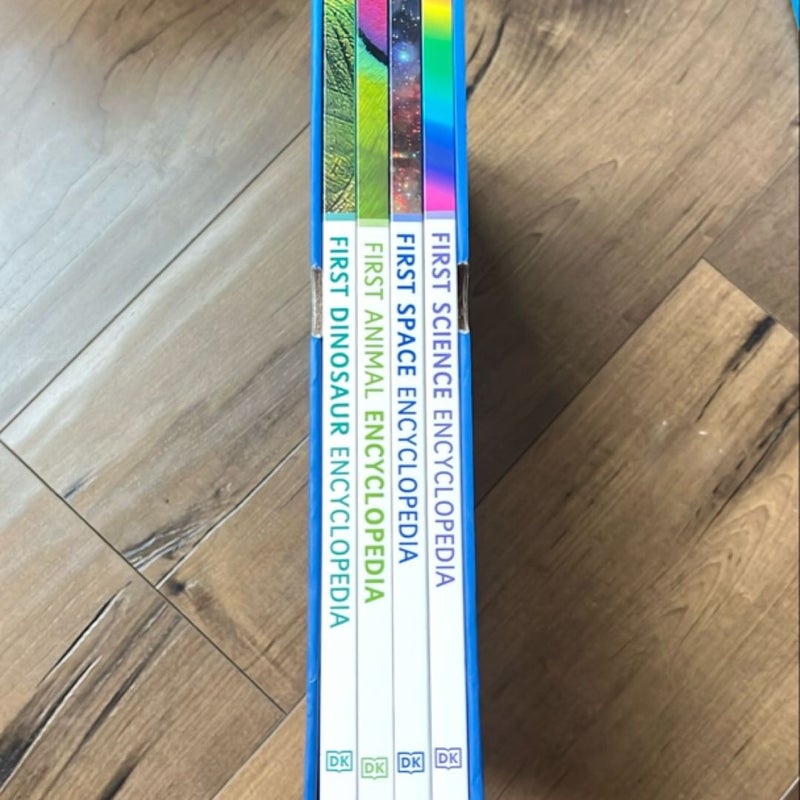 FIRST DINOSAUR ENCYCLOPEDIA
DK
FIRST ANIMAL ENCYCLOPEDIA
DK
FIRST SPACE ENCYCLOPEDIA
DK
FIRST SCIENCE ENCYCLOPEDIA
DK